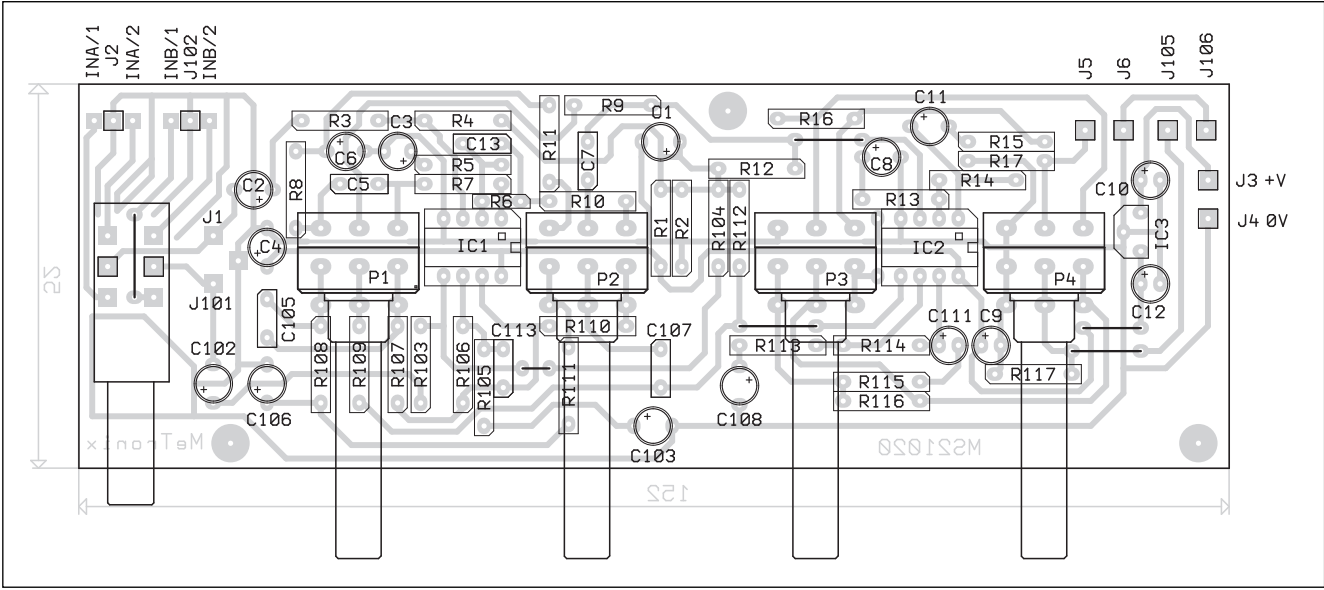 INA/1
J2
INA/2
INB/1
J102
INB/2
J5
J6
J105
J106
R3
C3
R4
R11
R9
C1
R16
C11
C6
C13
R5
C7
R15
C8
R17
R12
C2
R8
C5
R7
R14
C10
J3 +V
R6
R10
R13
J1
R1
R2
R104
R112
J4 0V
C4
IC1
IC2
IC3
P1
P2
P3
P4
52
J101
C105
C12
R108
R109
R107
R103
R106
C113
R110
C107
C111
C9
R113
R114
C102
R105
R111
R117
R115
R116
C106
C108
MeTronix
C103
MS21020
152